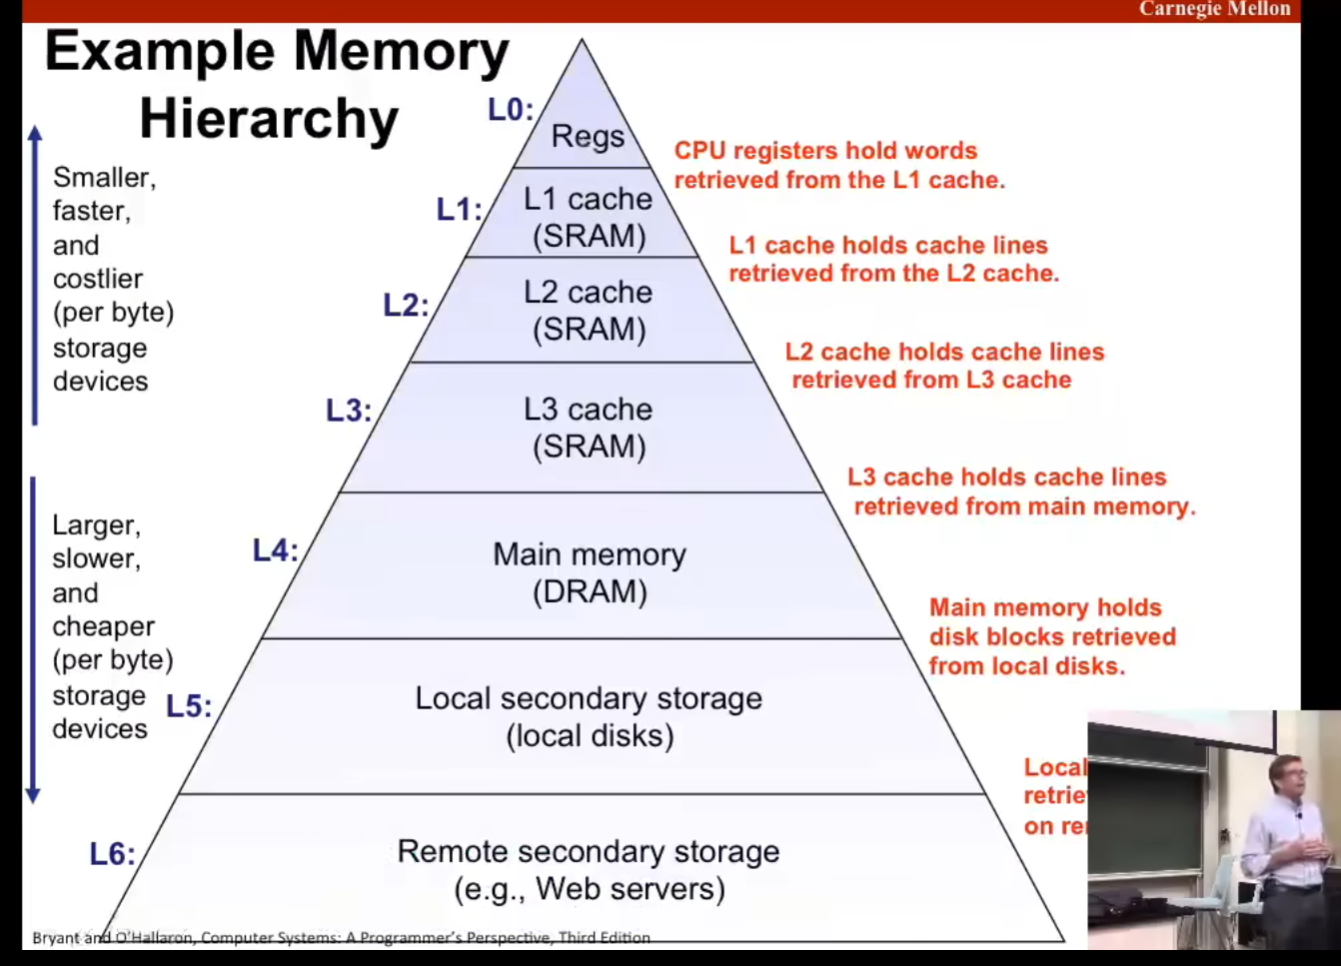 Carnegie Mellon
Example Memory
Hierarchy
Smaller,
faster,
and
costlier
(per byte)
storage
devices
Larger,
slower,
and
cheaper
(per byte)
storage
devices
L0:
Regs
CPU registers hold words
retrieved from the L1 cache.
L1:
L1 cache
(SRAM)
L1 cache holds cache lines
retrieved from the L2 cache.
L2:
L2 cache
(SRAM)
L2 cache holds cache lines
retrieved from L3 cache
L3:
L3 cache
(SRAM)
L3 cache holds cache lines
retrieved from main memory.
L4:
Main memory
(DRAM)
Main memory holds
disk blocks retrieved
from local disks.
L5:
Local secondary storage
(local disks)
Local
on
L6:
Remote secondary storage
(e.g., Web servers)
Bryant and O'Hallaron, Computer Systems: A Programmer's Perspective, Third Edition